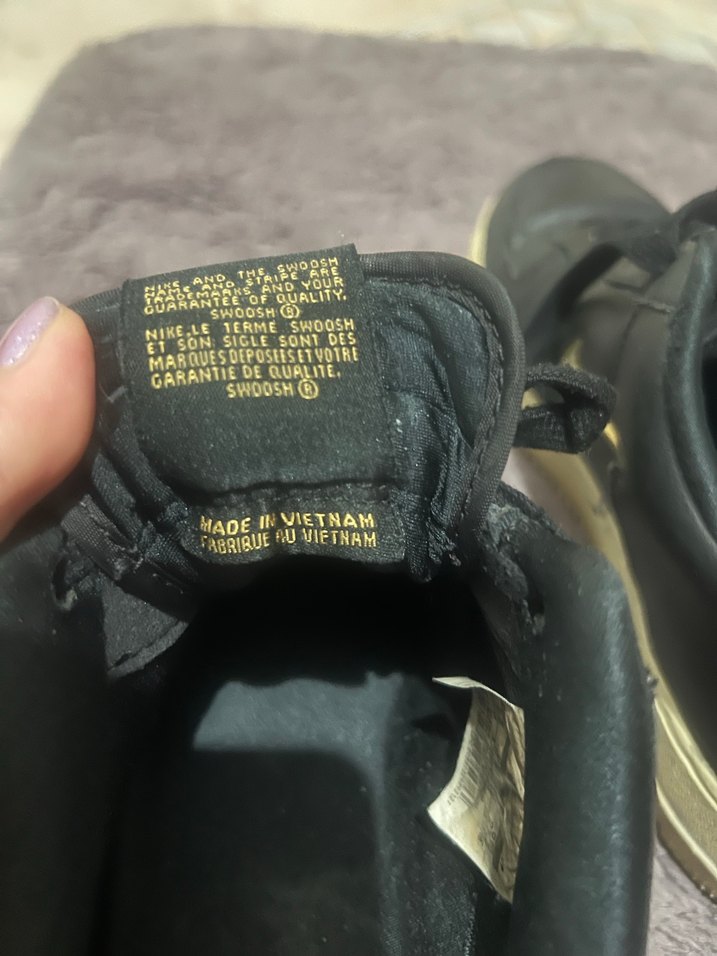 NIKE AND THE SWOOSH
NAME AND STRIPE ARE
TRADEMARKS AND YOUR
GUARANTEE OF QUALITY.
SWOOSH ®
NIKE,LE TERME SWOOSH
ET SON SIGLE SONT DES
MARQUES DEPOSEES ET VOTRE
GARANTIE DE QUALITE.
SWOOSH ®
MADE IN VIETNAM
FABRIQUE AU VIETNAM